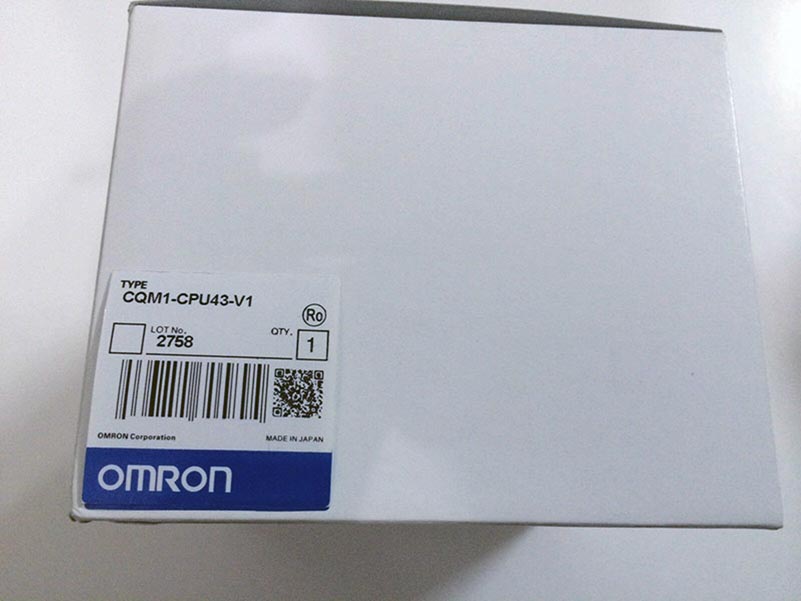 TYPE
CQM1-CPU43-V1
Ro
LOT No. QTY.
2758 1
OMRON Corporation MADE IN JAPAN
OMRON